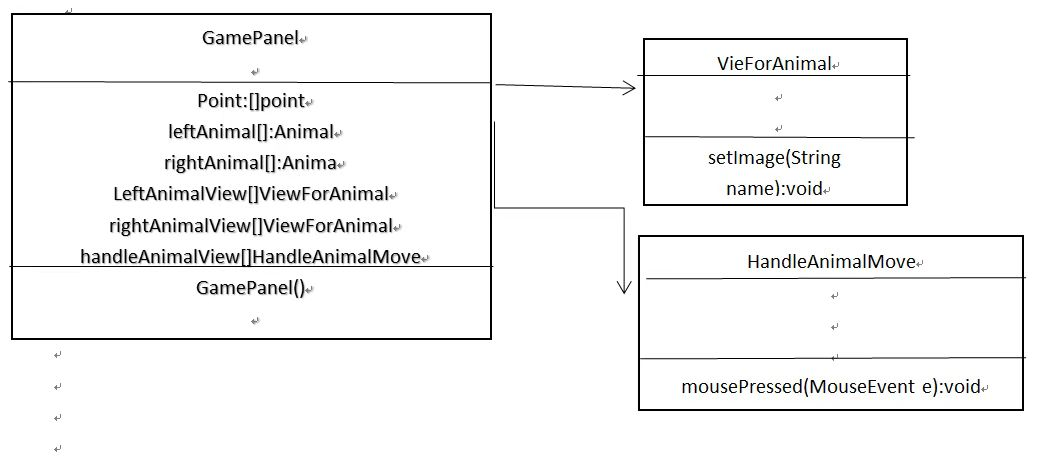 GamePanel
Point:[]point
leftAnimal[]:Animal
rightAnimal[]:Anima
LeftAnimalView[]ViewForAnimal
rightAnimalView[]ViewForAnimal
handleAnimalView[]HandleAnimalMove
GamePanel()
VieForAnimal
setImage(String
name):void
HandleAnimalMove
mousePressed(MouseEvent e):void